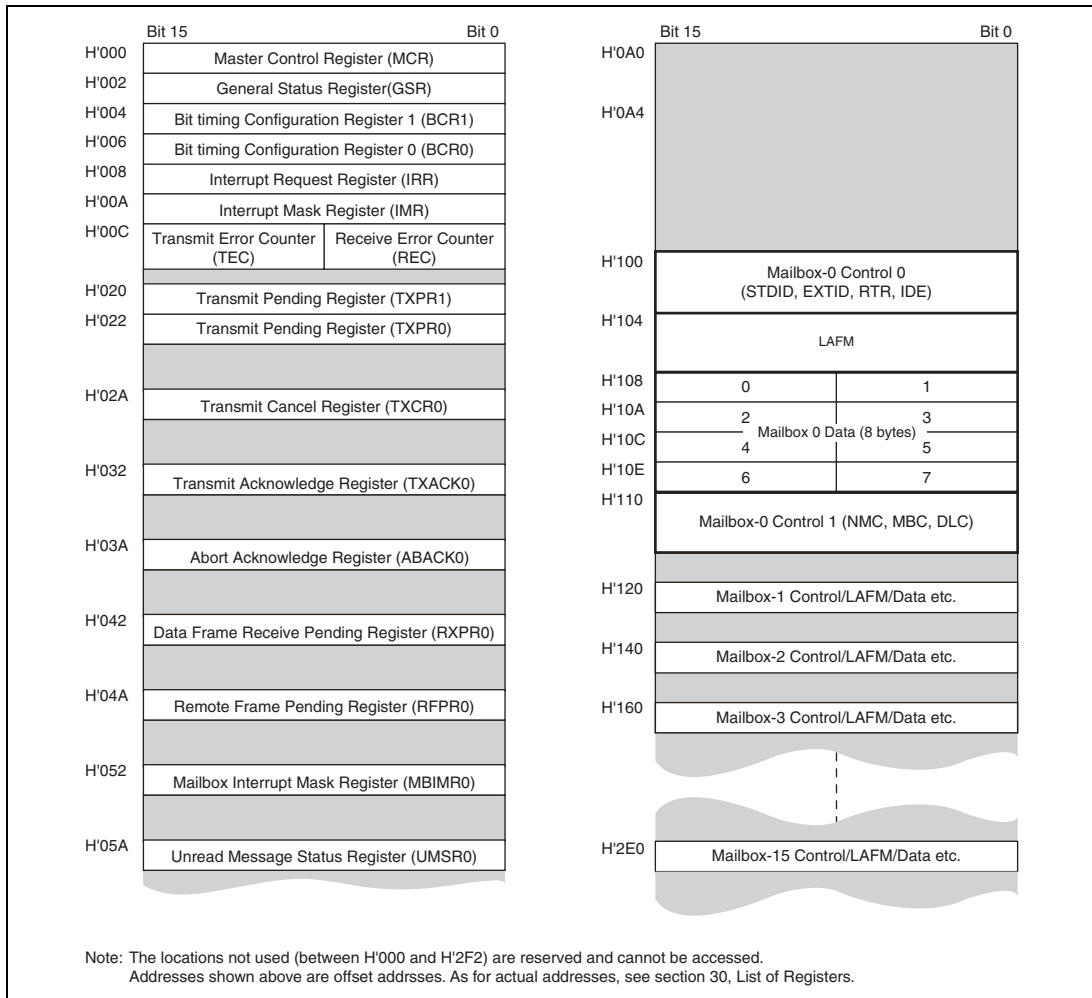 Bit 15 Bit 0
H'000 Master Control Register (MCR)
H'002 General Status Register(GSR)
H'004 Bit timing Configuration Register 1 (BCR1)
H'006 Bit timing Configuration Register 0 (BCR0)
H'008 Interrupt Request Register (IRR)
H'00A Interrupt Mask Register (IMR)
H'00C Transmit Error Counter (TEC) Receive Error Counter (REC)
H'020 Transmit Pending Register (TXPR1)
H'022 Transmit Pending Register (TXPR0)
H'02A Transmit Cancel Register (TXCR0)
H'032 Transmit Acknowledge Register (TXACK0)
H'03A Abort Acknowledge Register (ABACK0)
H'042 Data Frame Receive Pending Register (RXPR0)
H'04A Remote Frame Pending Register (RFPR0)
H'052 Mailbox Interrupt Mask Register (MBIMR0)
H'05A Unread Message Status Register (UMSR0)
Bit 15 Bit 0
H'0A0
H'0A4
H'100 Mailbox-0 Control 0
(STDID, EXTID, RTR, IDE)
H'104 LAFM
H'108 0 1
H'10A 2 3
Mailbox 0 Data (8 bytes)
H'10C 4 5
H'10E 6 7
H'110 Mailbox-0 Control 1 (NMC, MBC, DLC)
H'120 Mailbox-1 Control/LAFM/Data etc.
H'140 Mailbox-2 Control/LAFM/Data etc.
H'160 Mailbox-3 Control/LAFM/Data etc.
H'2E0 Mailbox-15 Control/LAFM/Data etc.
Note: The locations not used (between H'000 and H'2F2) are reserved and cannot be accessed.
Addresses shown above are offset addrsses. As for actual addresses, see section 30, List of Registers.